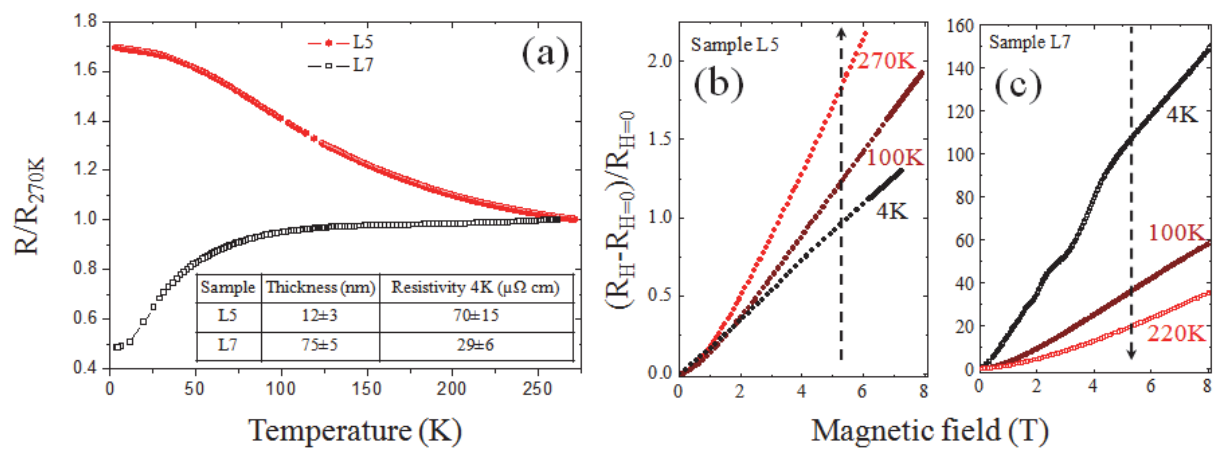 1.8
1.6
1.4
1.2
1.0
0.8
0.6
0.4
R/R270K
L5
L7
(a)
Sample Thickness (nm) Resistivity 4K (µΩ cm)
L5 12±3 70±15
L7 75±5 29±6
0 50 100 150 200 250
Temperature (K)
2.0
1.5
1.0
0.5
0.0
(RH-RH=0)/RH=0
Sample L5
(b)
270K
100K
4K
0 2 4 6 8
160
140
120
100
80
60
40
20
0
Sample L7
(c)
4K
100K
220K
0 2 4 6 8
Magnetic field (T)